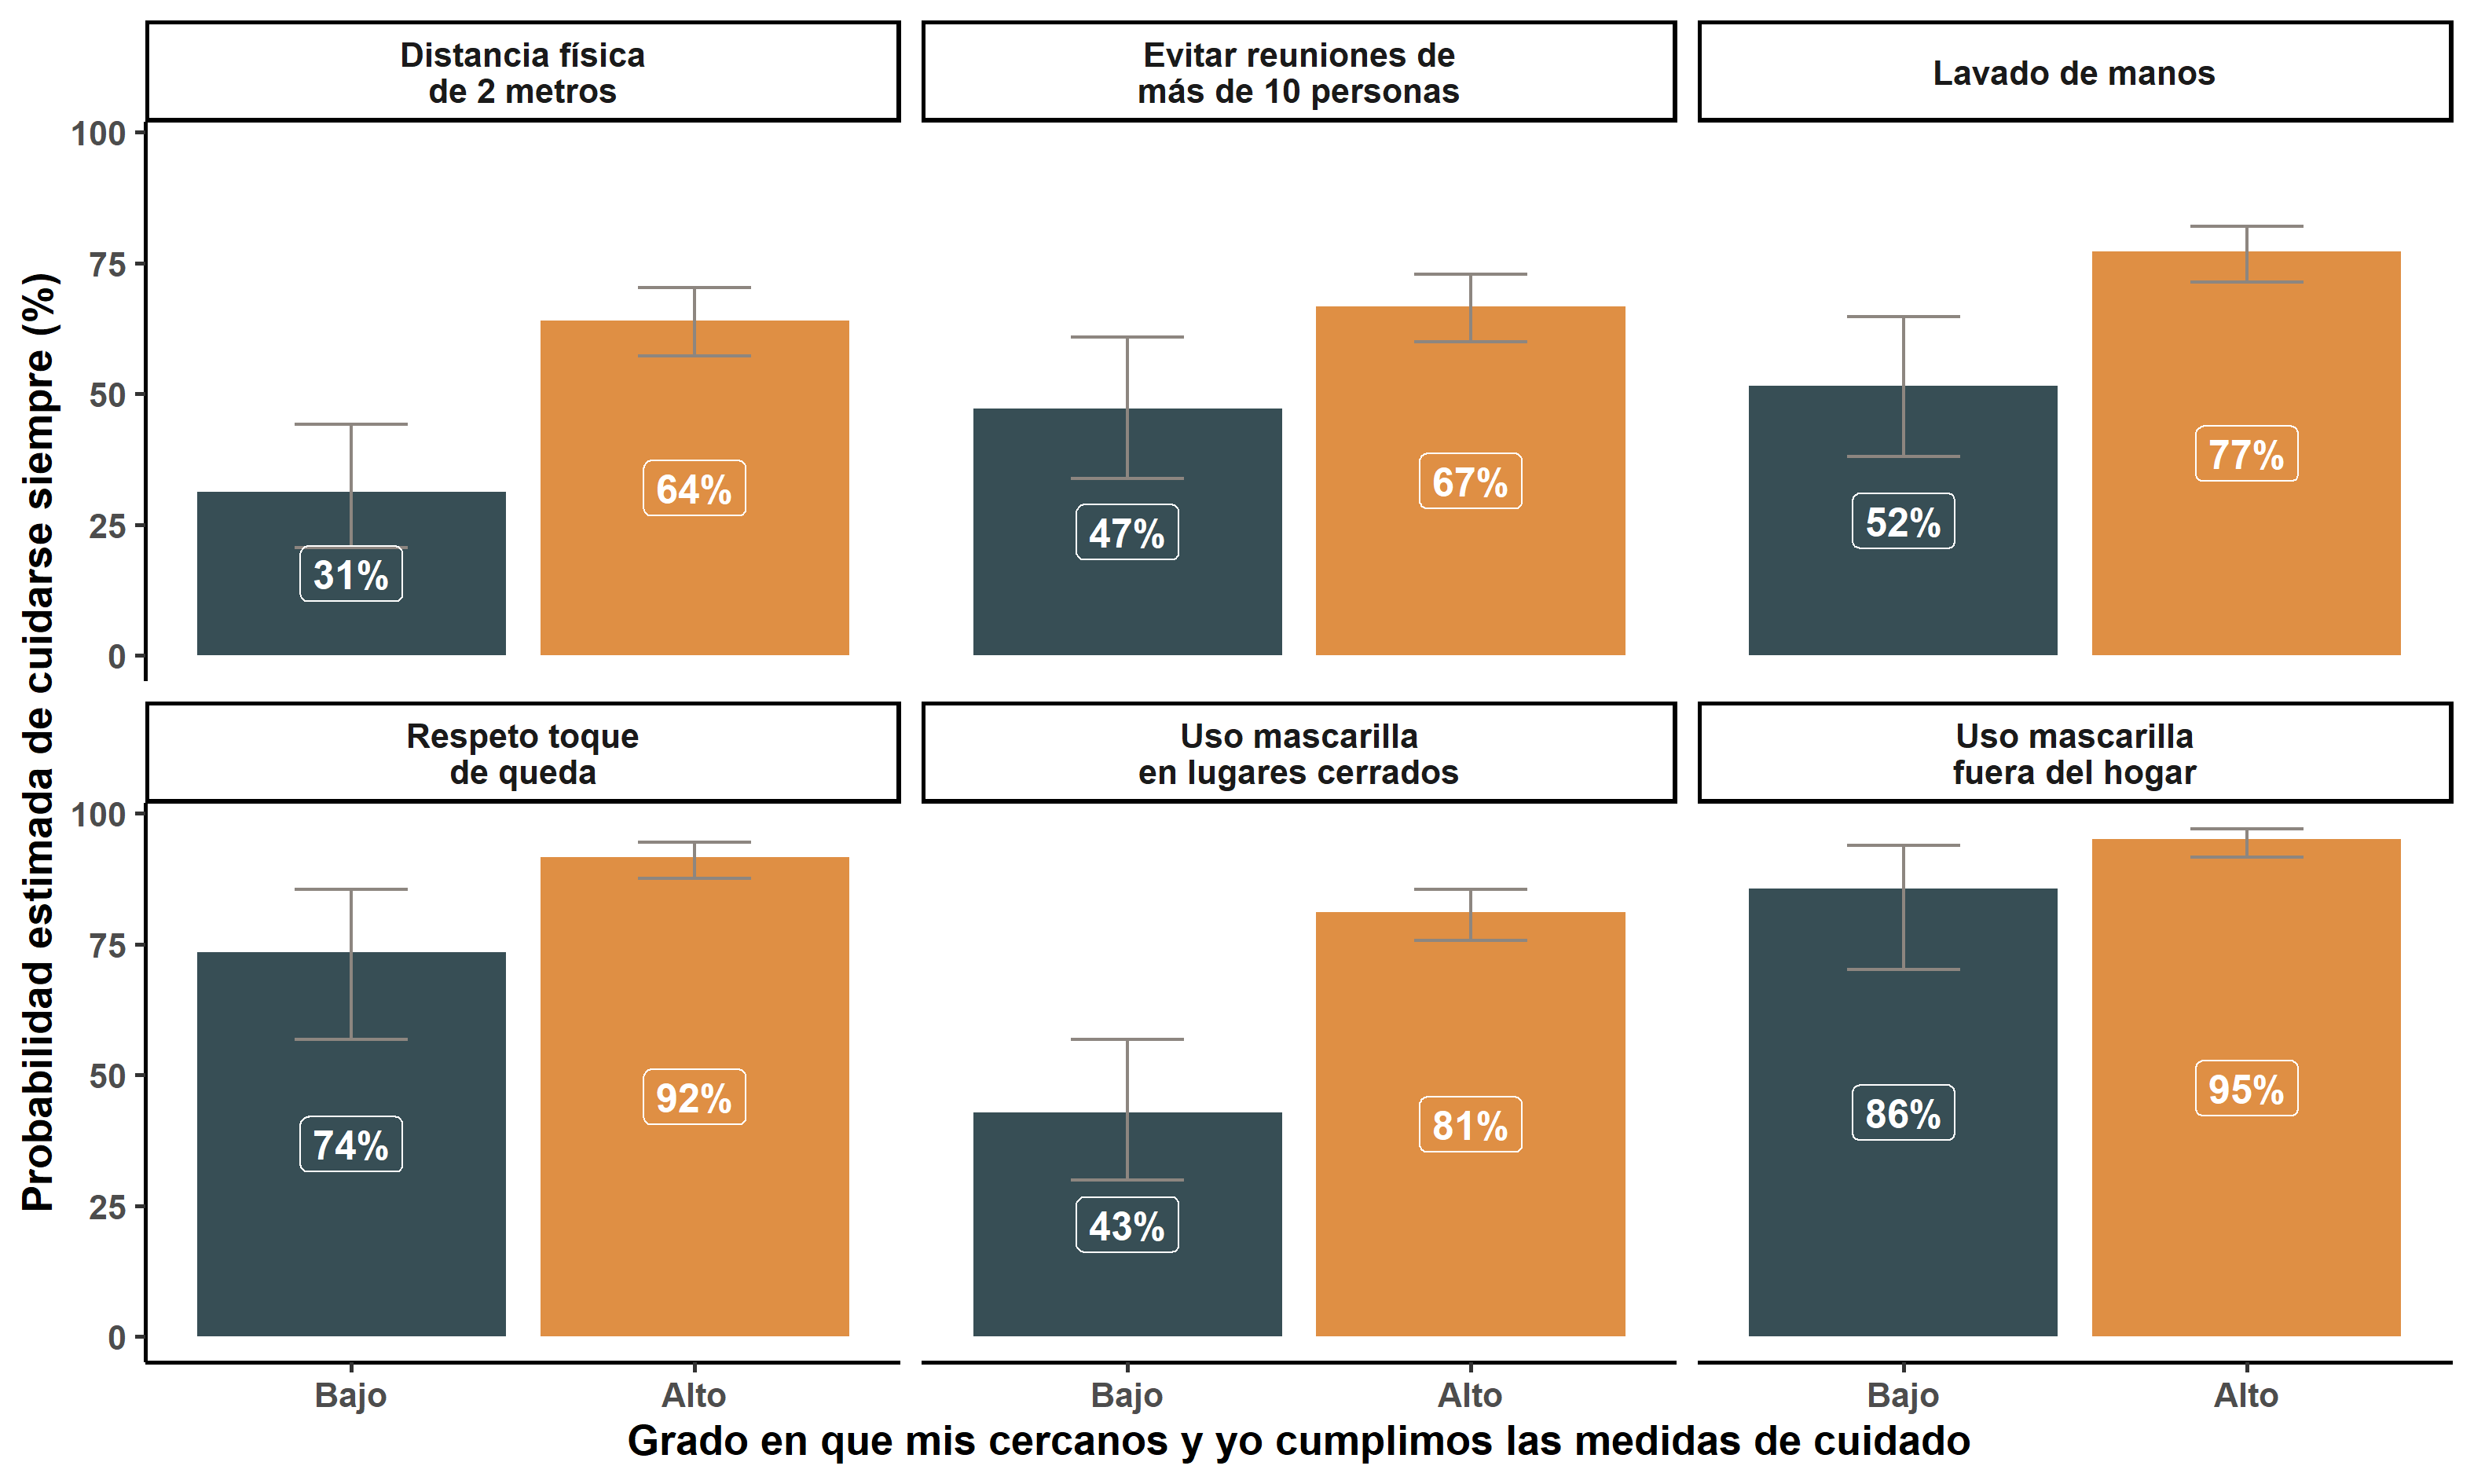 Distancia física
de 2 metros
Evitar reuniones de
más de 10 personas
Lavado de manos
Probabilidad estimada de cuidarse siempre (%)
100
75
50
25
0
31%
64%
47%
67%
52%
77%
Respeto toque
de queda
Uso mascarilla
en lugares cerrados
Uso mascarilla
fuera del hogar
100
75
50
25
0
74%
92%
43%
81%
86%
95%
Bajo
Alto
Bajo
Alto
Bajo
Alto
Grado en que mis cercanos y yo cumplimos las medidas de cuidado